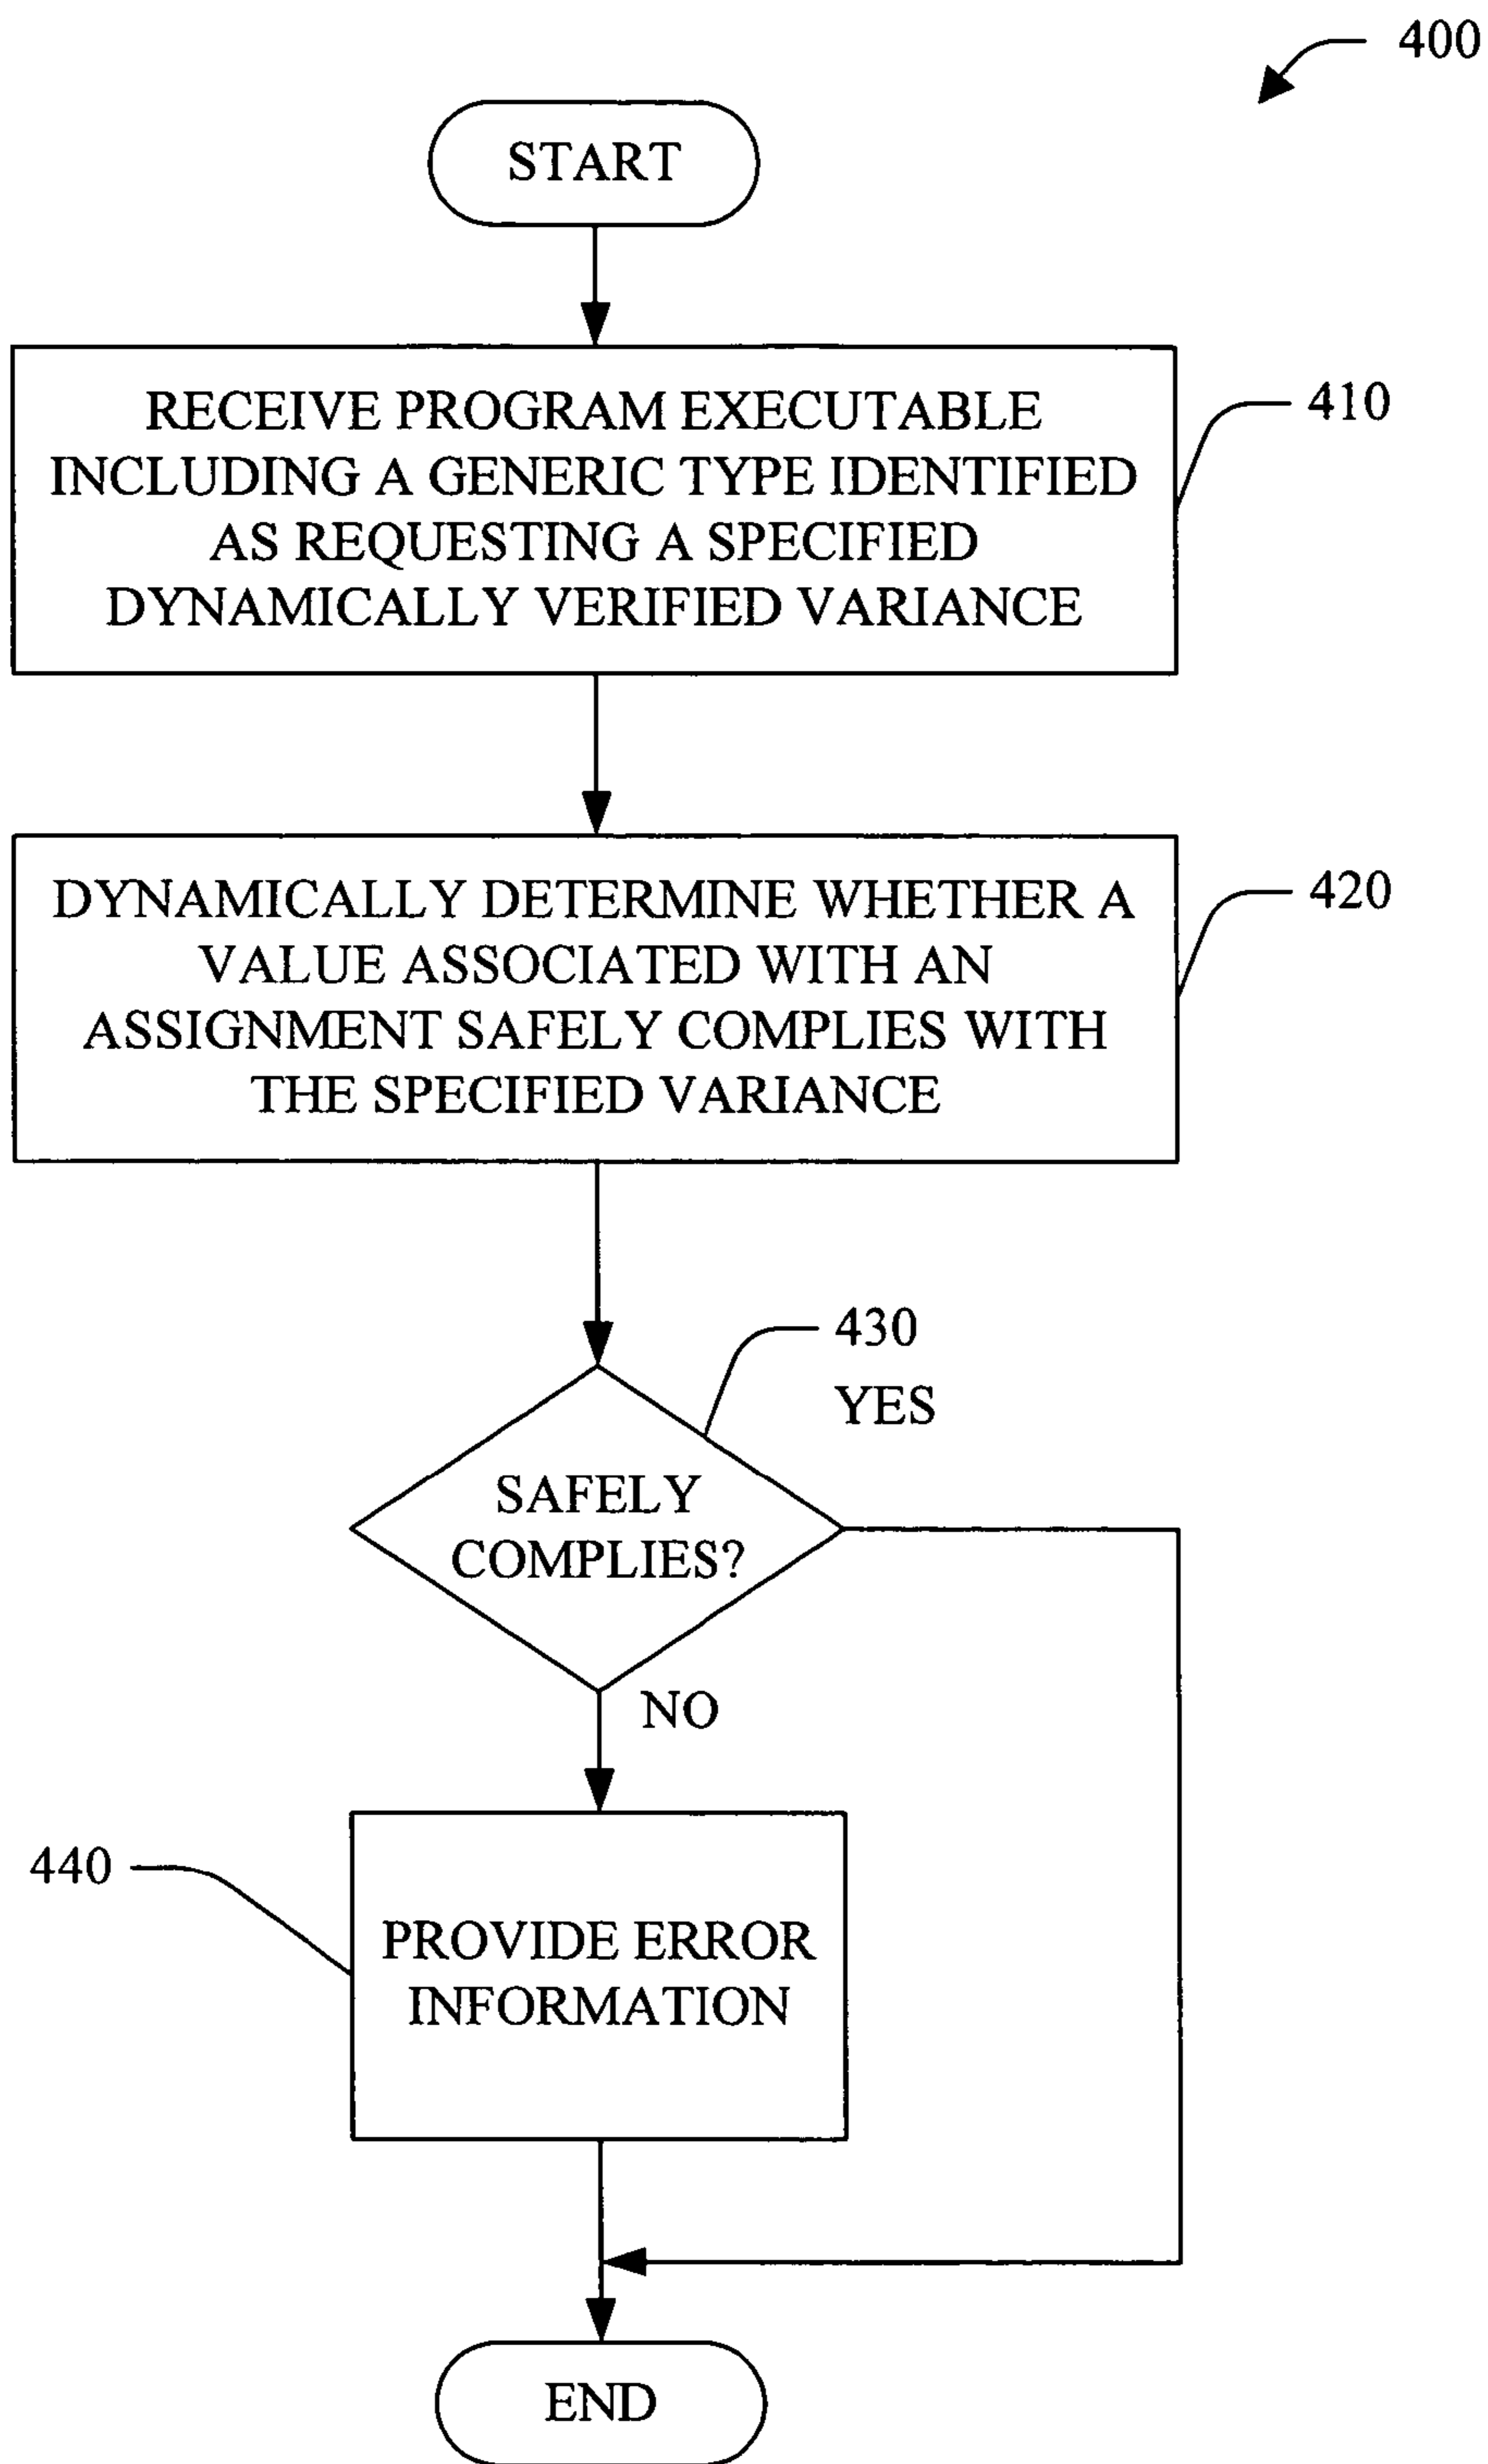 400
START
RECEIVE PROGRAM EXECUTABLE
INCLUDING A GENERIC TYPE IDENTIFIED
AS REQUESTING A SPECIFIED
DYNAMICALLY VERIFIED VARIANCE
410
DYNAMICALLY DETERMINE WHETHER A
VALUE ASSOCIATED WITH AN
ASSIGNMENT SAFELY COMPLIES WITH
THE SPECIFIED VARIANCE
420
430
YES
SAFELY
COMPLIES?
NO
440
PROVIDE ERROR
INFORMATION
END